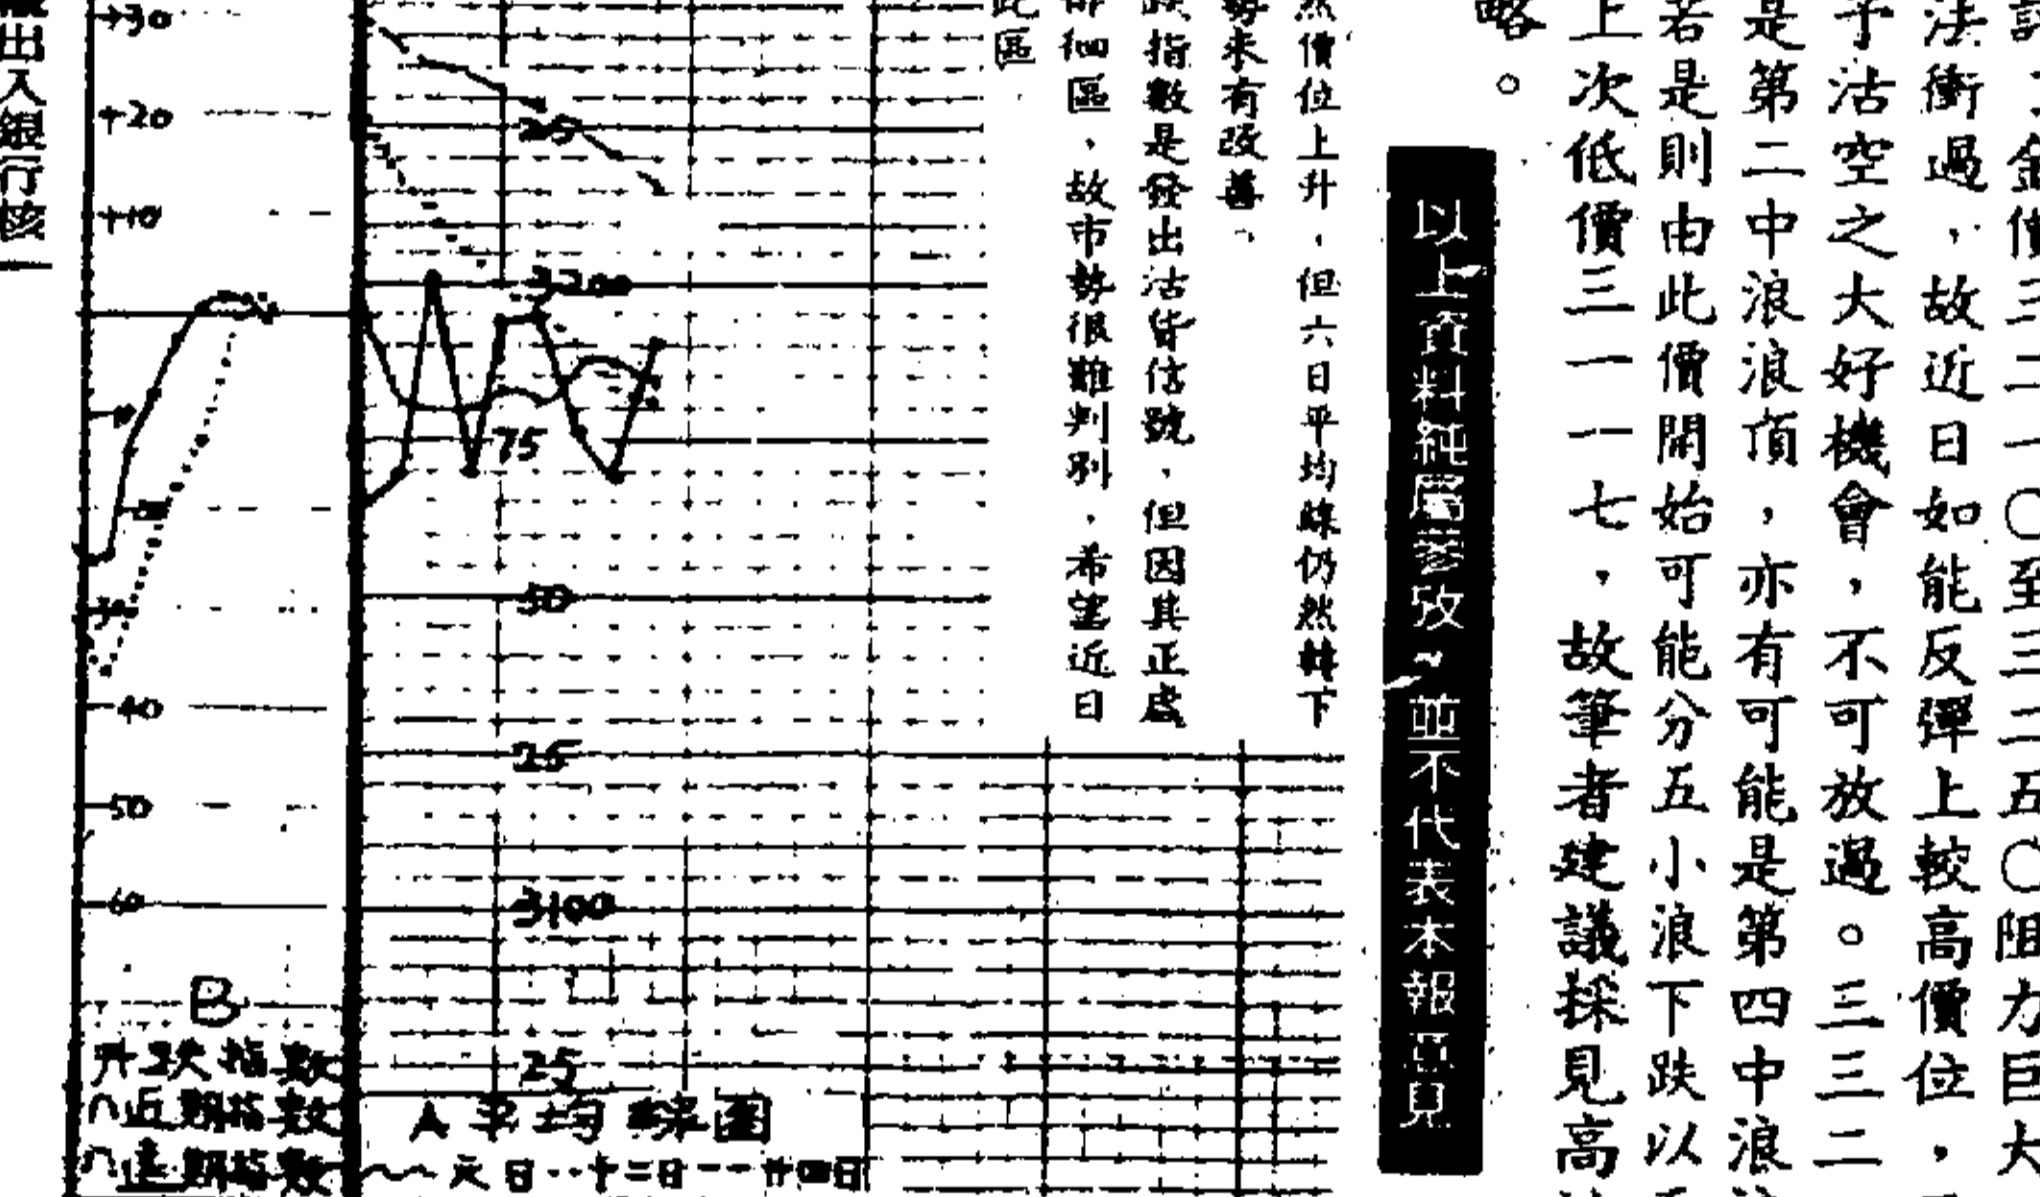 金價三二一〇至三二五〇阻力巨大
法衝過，故近日如能反彈上較高價位，
予沽空之大好機會，不可放過。三三二
是第二中浪浪頂，亦有可能是第四中浪
若是則由此價開始可能分五小浪下跌以
上次低價三一一七，故筆者建議採見高
略。
以上資料純屬參攷，並不代表本報意見
然價位上升，但六日平均線仍然轉下
勢未有改善、
跌指數是發出沽貨信號，但因其正處
徊區，故市勢很難判別，希望近日
此區
+30
+20
+10
30
40
50
60
B
升跌指數
近期指數
遠期指數
25
3200
75
50
25
3100
25
A 平均線圖
六日 十二日 廿四日
出入銀行核